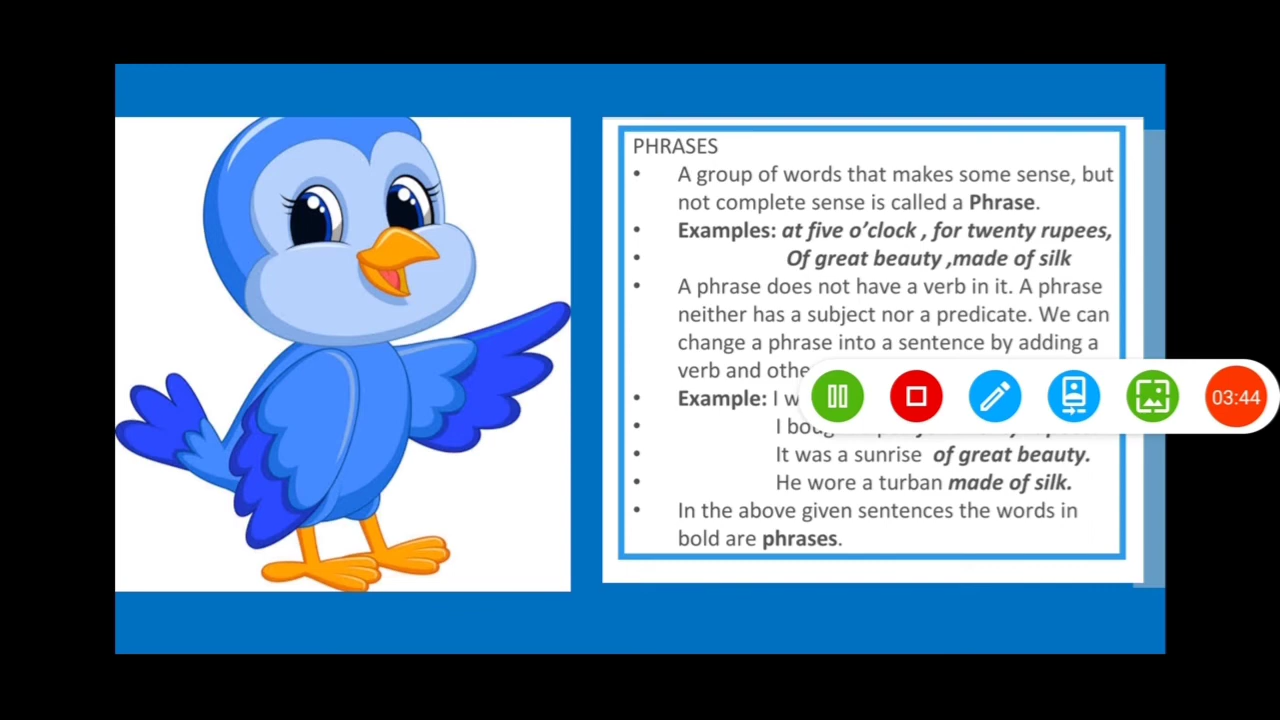 PHRASES
• A group of words that makes some sense, but
not complete sense is called a Phrase.
• Examples: at five o’clock , for twenty rupees,
• Of great beauty ,made of silk
• A phrase does not have a verb in it. A phrase
neither has a subject nor a predicate. We can
change a phrase into a sentence by adding a
verb and
• Example: I
• I
• It was a sunrise of great beauty.
• He wore a turban made of silk.
• In the above given sentences the words in
bold are phrases.
03:44